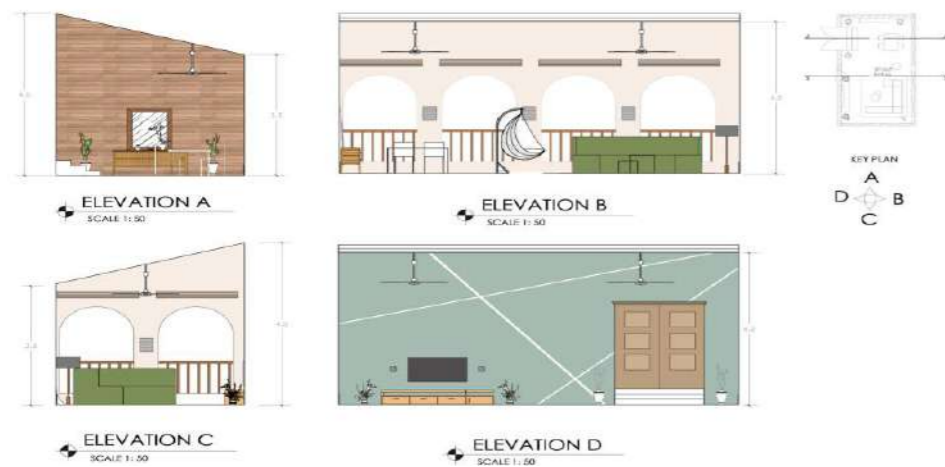 KEY PLAN
A
D B
C
ELEVATION A
SCALE 1: 50
ELEVATION B
SCALE 1: 50
ELEVATION C
SCALE 1: 50
ELEVATION D
SCALE 1: 50